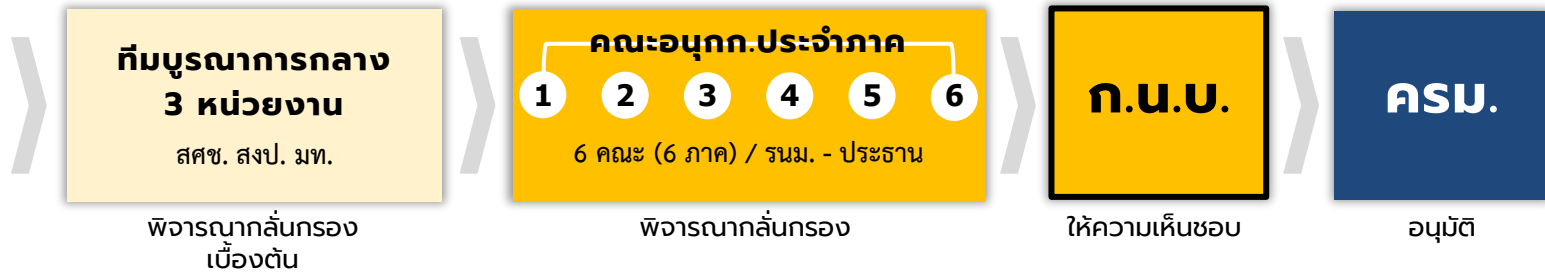 ทีมบูรณาการกลาง
3 หน่วยงาน
สศช. สงป. มท.
พิจารณากลั่นกรอง
เบื้องต้น
คณะอนุกก.ประจำภาค
1 2 3 4 5 6
6 คณะ (6 ภาค) / รนม. - ประธาน
พิจารณากลั่นกรอง
ก.น.บ.
ให้ความเห็นชอบ
ครม.
อนุมัติ